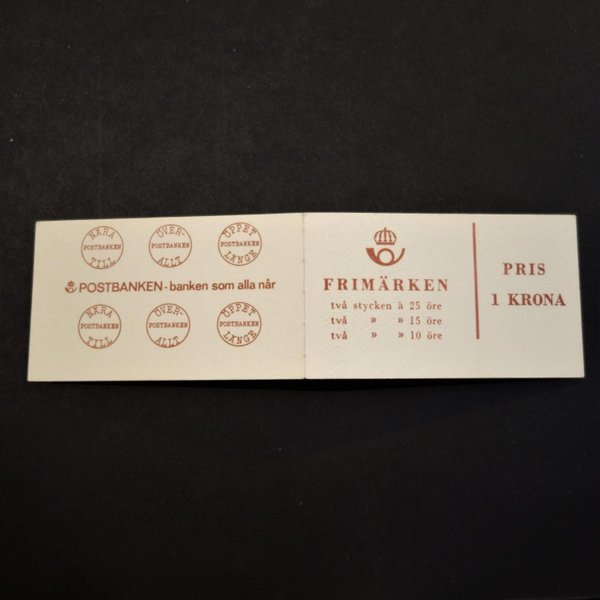 NÄRA
POSTBANKEN
TILL
ÖVER-
POSTBANKEN
ALLT
ÖPPET
POSTBANKEN
LÄNGE
POSTBANKEN - banken som alla når
NÄRA
POSTBANKEN
TILL
ÖVER-
POSTBANKEN
ALLT
ÖPPET
POSTBANKEN
LÄNGE
FRIMÄRKEN
två stycken à 25 öre
två » » 15 öre
två » » 10 öre
PRIS
1 KRONA